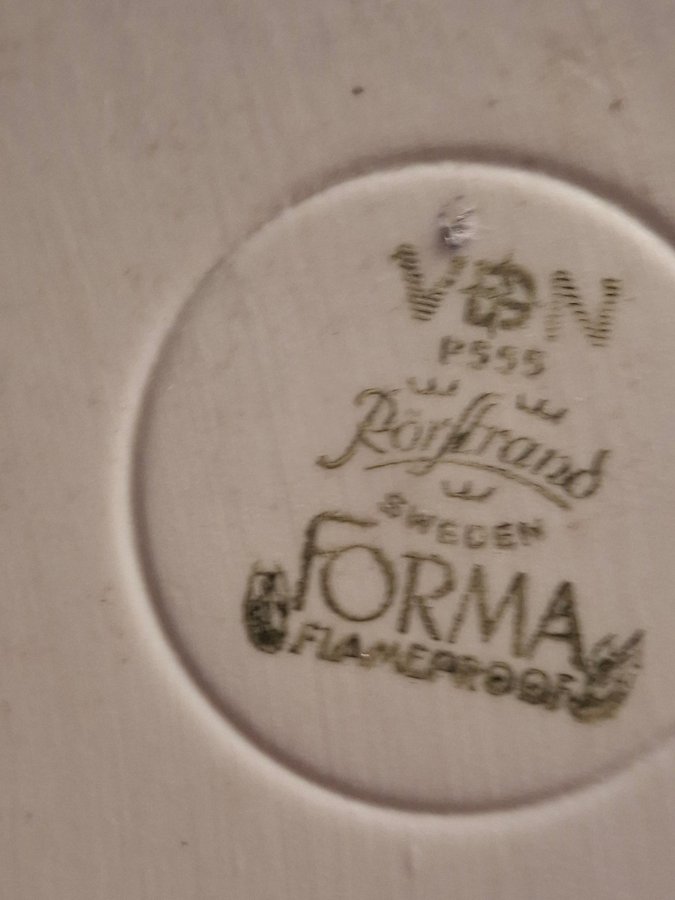 VDN
P555
Rörstrand
SWEDEN
FORMA
FLAMEPROOF